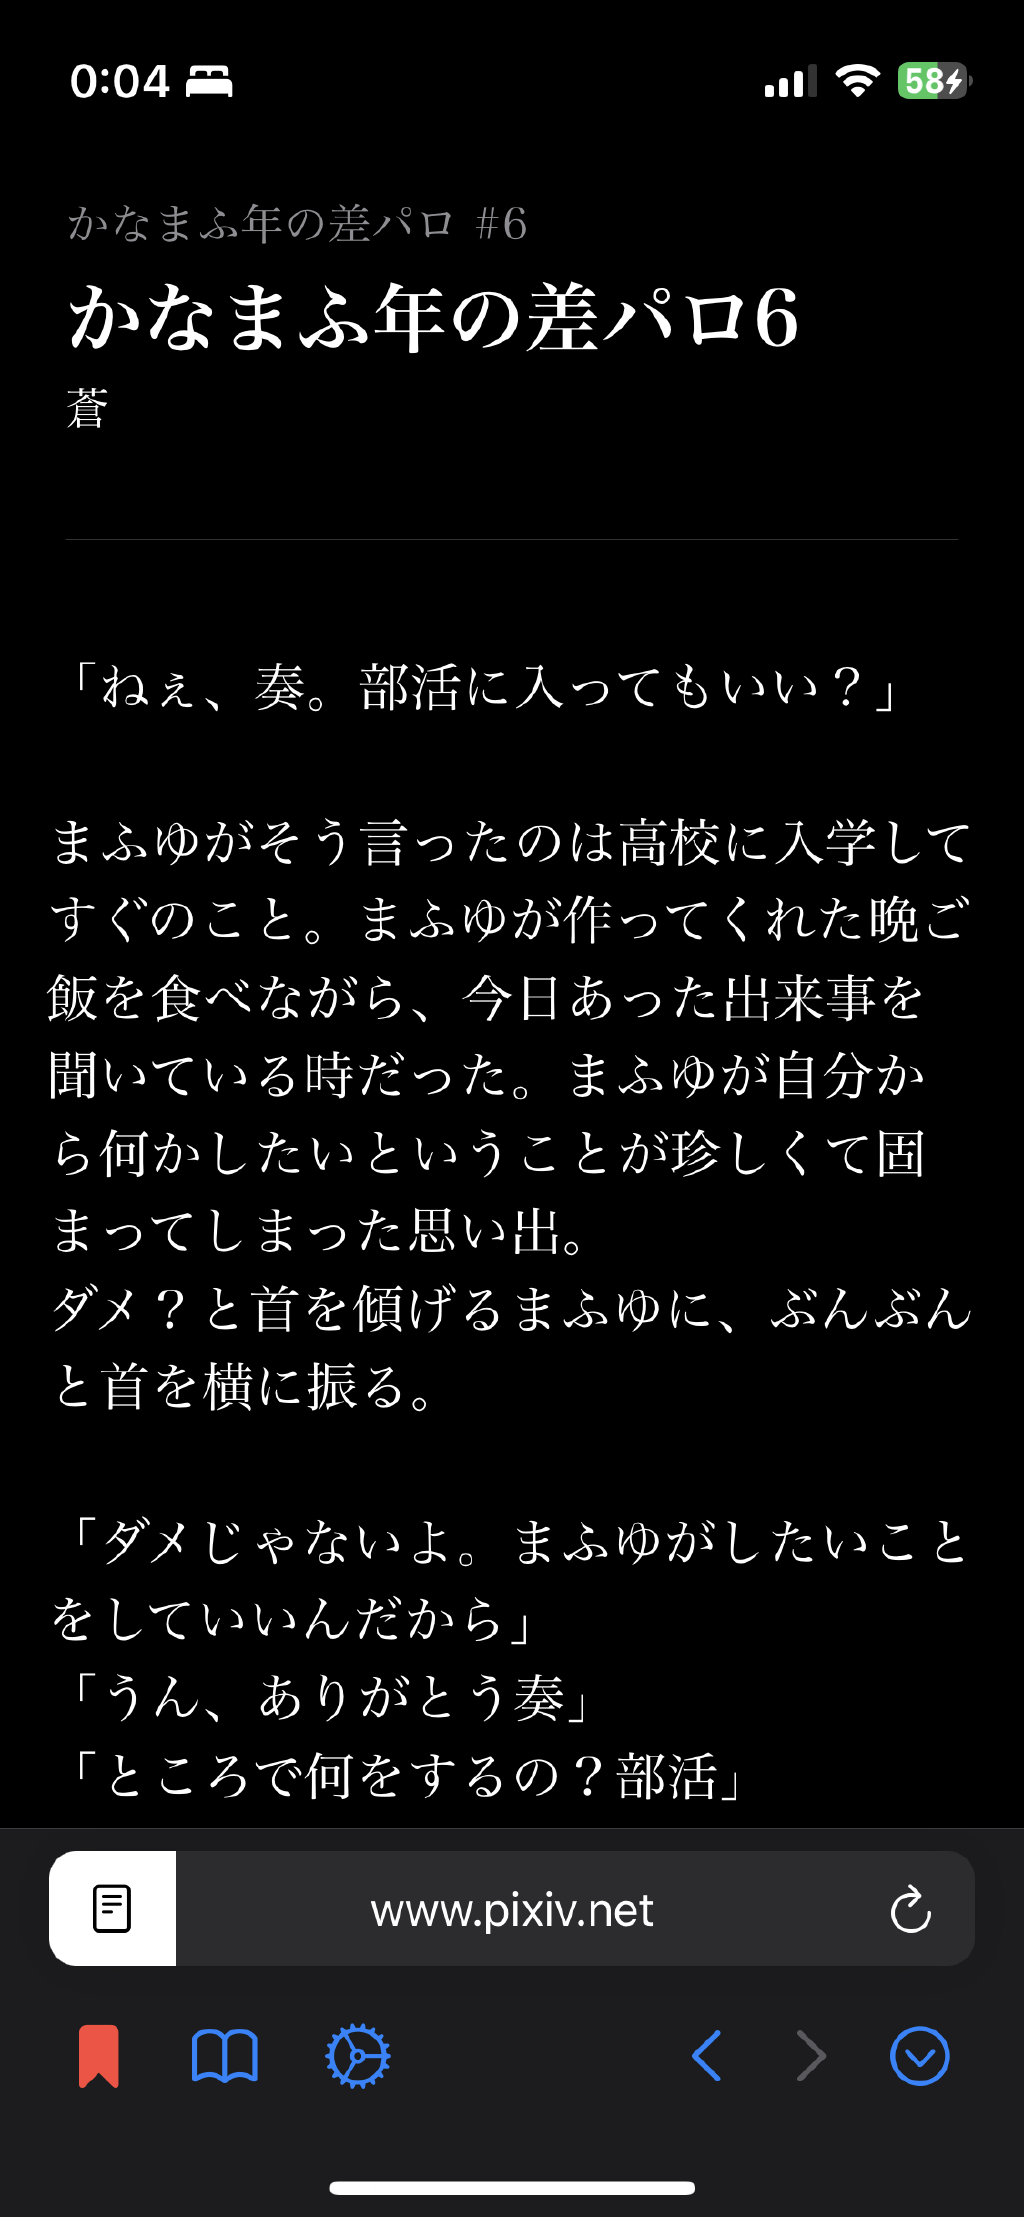 0:04
58
かなまふ年の差パロ #6
かなまふ年の差パロ6
蒼
「ねぇ、奏。部活に入ってもいい？」
まふゆがそう言ったのは高校に入学して
すぐのこと。まふゆが作ってくれた晩ご
飯を食べながら、今日あった出来事を
聞いている時だった。まふゆが自分か
ら何かしたいということが珍しくて固
まってしまった思い出。
ダメ？と首を傾げるまふゆに、ぶんぶん
と首を横に振る。
「ダメじゃないよ。まふゆがしたいこと
をしていいんだから」
「うん、ありがとう奏」
「ところで何をするの？部活」
www.pixiv.net